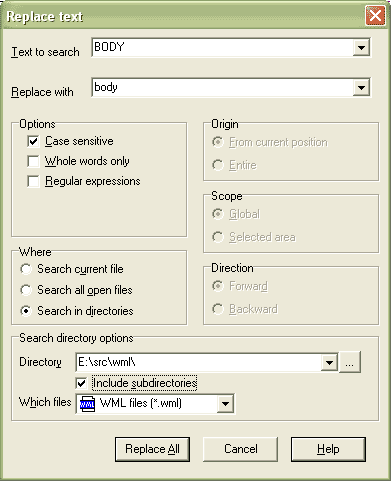 Replace text
Text to search BODY
Replace with body
Options
Case sensitive
Whole words only
Regular expressions
Origin
From current position
Entire
Scope
Global
Selected area
Where
Search current file
Search all open files
Search in directories
Direction
Forward
Backward
Search directory options
Directory E:\src\wml\ ...
Include subdirectories
Which files WML files (*.wml)
Replace All Cancel Help